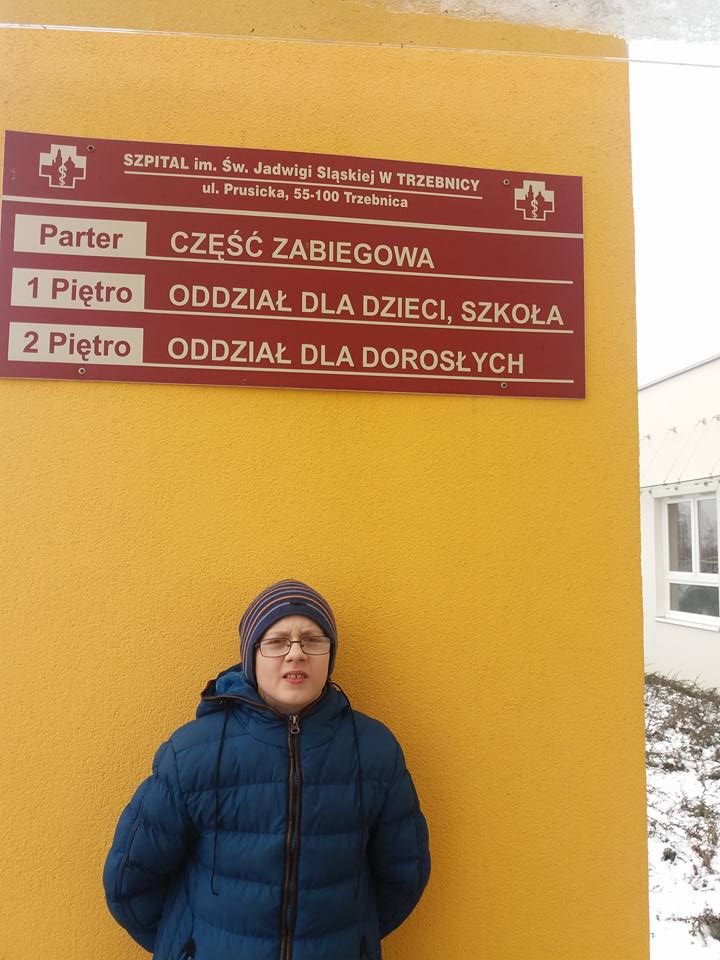 SZPITAL im. Św. Jadwigi Sląskiej W TRZEBNICY
ul. Prusicka, 55-100 Trzebnica
Parter CZĘŚĆ ZABIEGOWA
1 Piętro ODDZIAŁ DLA DZIECI, SZKOŁA
2 Piętro ODDZIAŁ DLA DOROSŁYCH